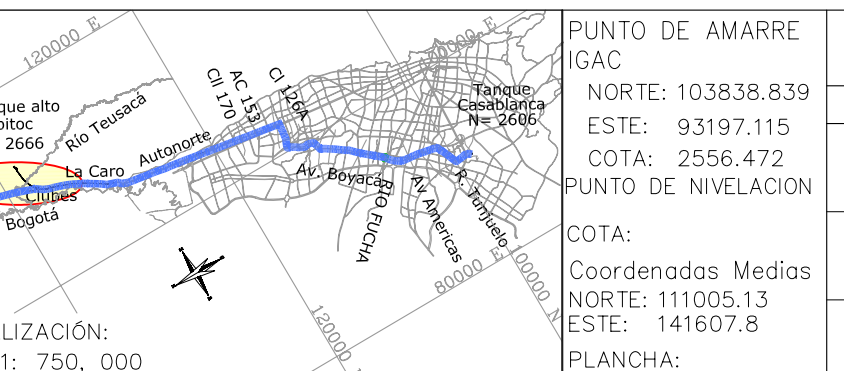 120000 E
que alto
bitoc
2666
Río Teusacá
La Caro
Clubes
Bogotá
Autonorte
Cll 170
AC 153
Cl 126A
Tanque
Casablanca
N= 2606
Av. Boyacá
RIO FUCHA
Av Americas
R. Tunjuelo
80000 E
100000 N
120000
LIZACIÓN:
1: 750, 000
PUNTO DE AMARRE
IGAC
NORTE: 103838.839
ESTE: 93197.115
COTA: 2556.472
PUNTO DE NIVELACION
COTA:
Coordenadas Medias
NORTE: 111005.13
ESTE: 141607.8
PLANCHA: